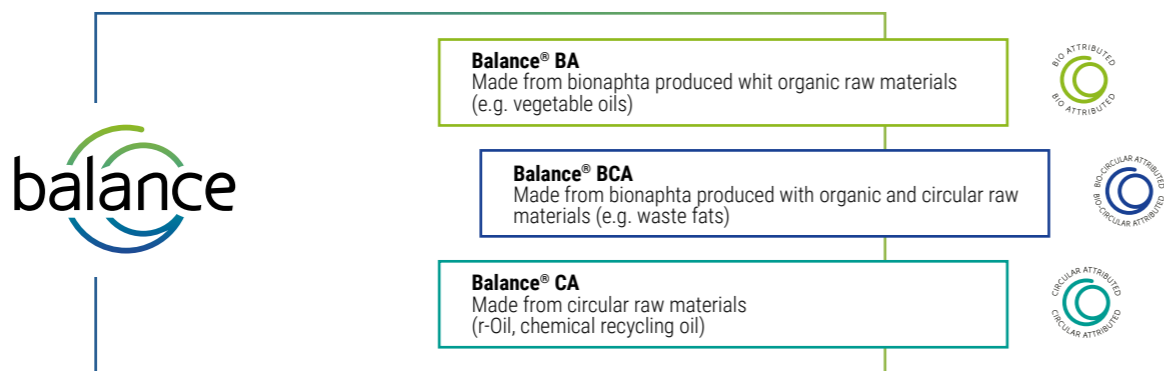 balance
Balance® BA
Made from bionaphta produced whit organic raw materials
(e.g. vegetable oils)
BIO ATTRIBUTED
BIO ATTRIBUTED
Balance® BCA
Made from bionaphta produced with organic and circular raw
materials (e.g. waste fats)
BIO-CIRCULAR ATTRIBUTED
BIO-CIRCULAR ATTRIBUTED
Balance® CA
Made from circular raw materials
(r-Oil, chemical recycling oil)
CIRCULAR ATTRIBUTED
CIRCULAR ATTRIBUTED